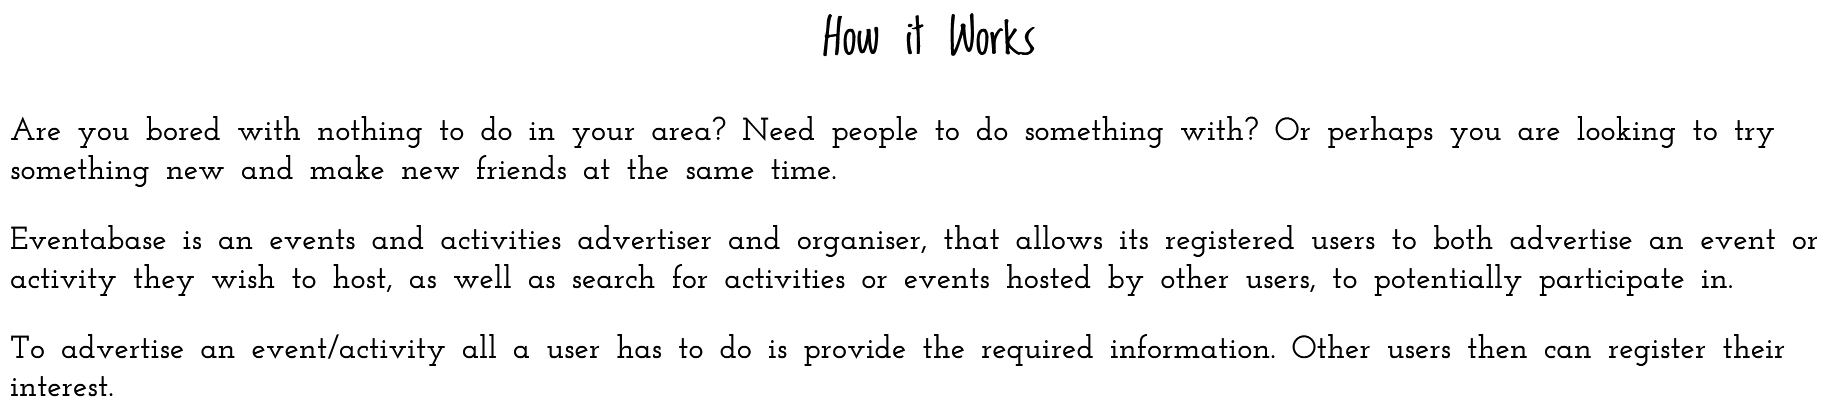 How it Works
Are you bored with nothing to do in your area? Need people to do something with? Or perhaps you are looking to try
something new and make new friends at the same time.
Eventabase is an events and activities advertiser and organiser, that allows its registered users to both advertise an event or
activity they wish to host, as well as search for activities or events hosted by other users, to potentially participate in.
To advertise an event/activity all a user has to do is provide the required information. Other users then can register their
interest.